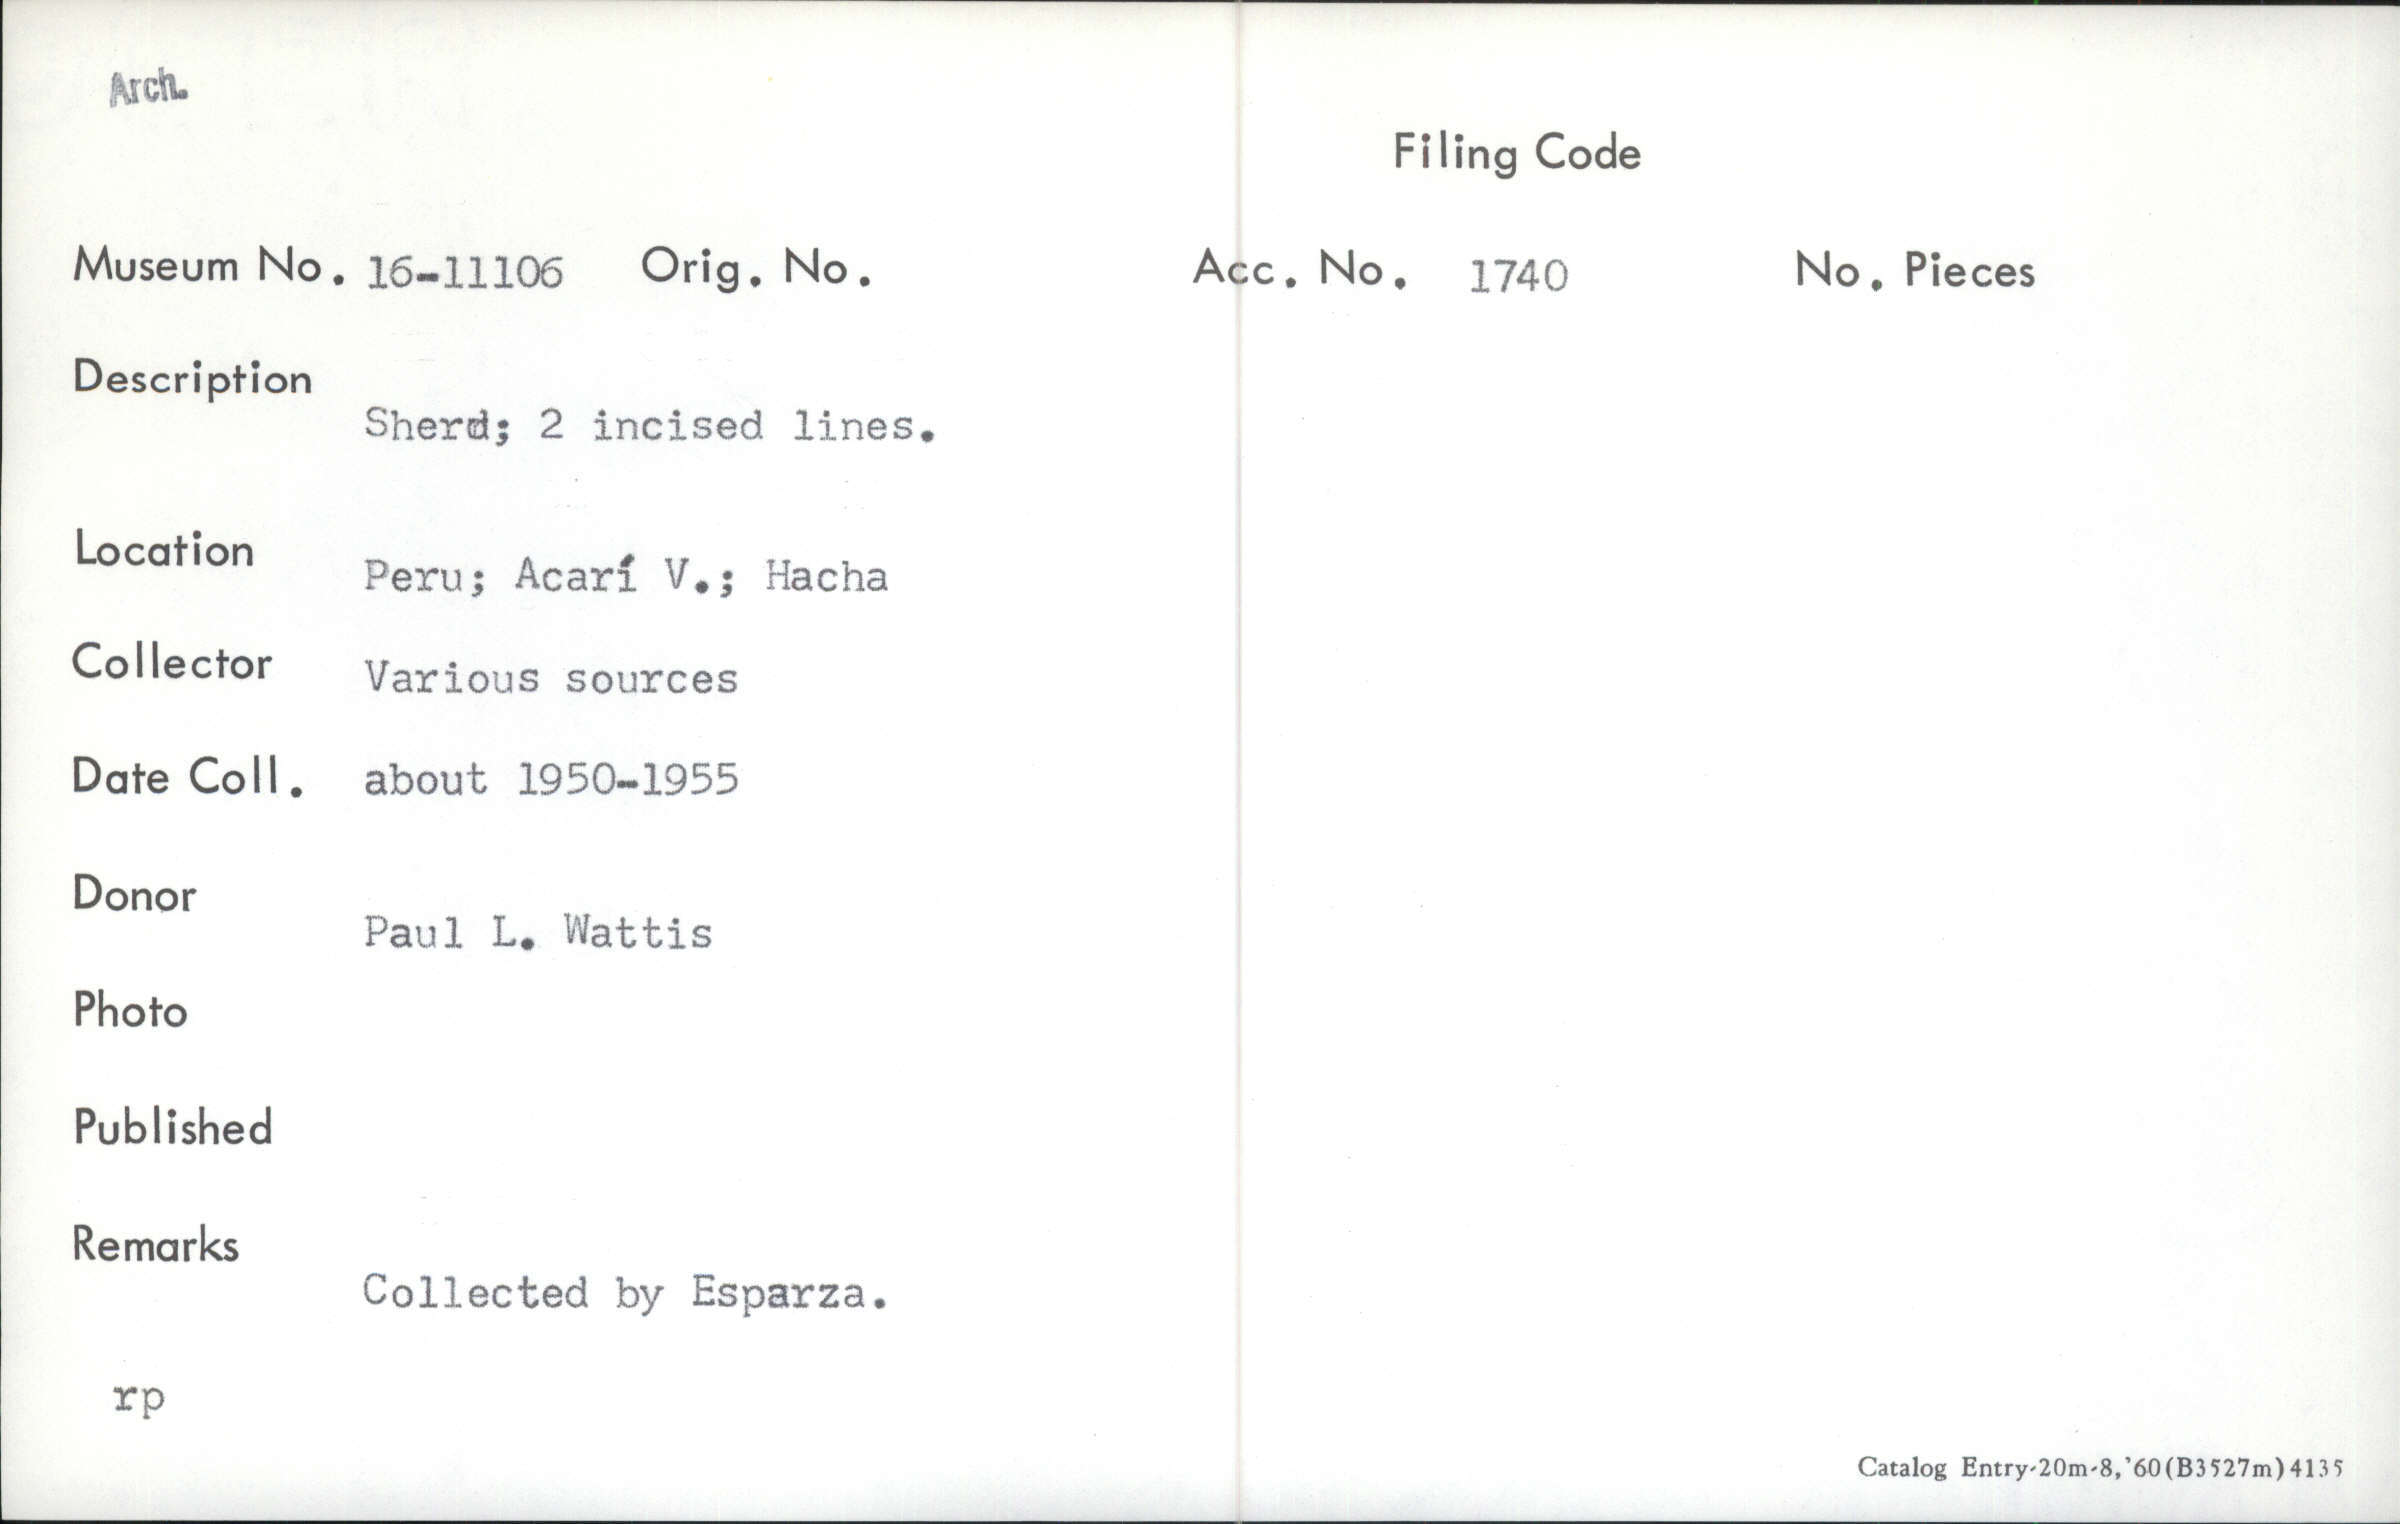 Arch.
Filing Code
Museum No. 16-11106 Orig. No. Acc. No. 1740 No. Pieces
Description
Sherd; 2 incised lines.
Location
Peru; Acarí V.; Hacha
Collector
Various sources
Date Coll. about 1950-1955
Donor
Paul L. Wattis
Photo
Published
Remarks
Collected by Esparza.
rp
Catalog Entry-20m-8,'60(B3527m)4135